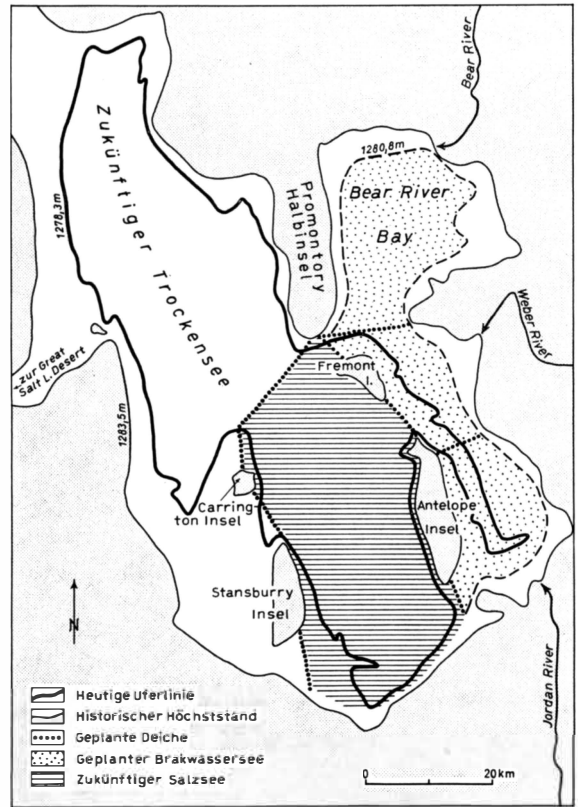 Bear River
1280,8m
Bear River
Bay
Zukünftiger Trockensee
Promontory
Halbinsel
1278,3m
Weber River
zur Great
Salt L. Desert
Fremont
I.
1283,5m
Carring-
ton Insel
Antelope
Insel
Stansburry
Insel
N
Jordan River
Heutige Uferlinie
Historischer Höchststand
Geplante Deiche
Geplanter Brakwassersee
Zukünftiger Salzsee
0 20km